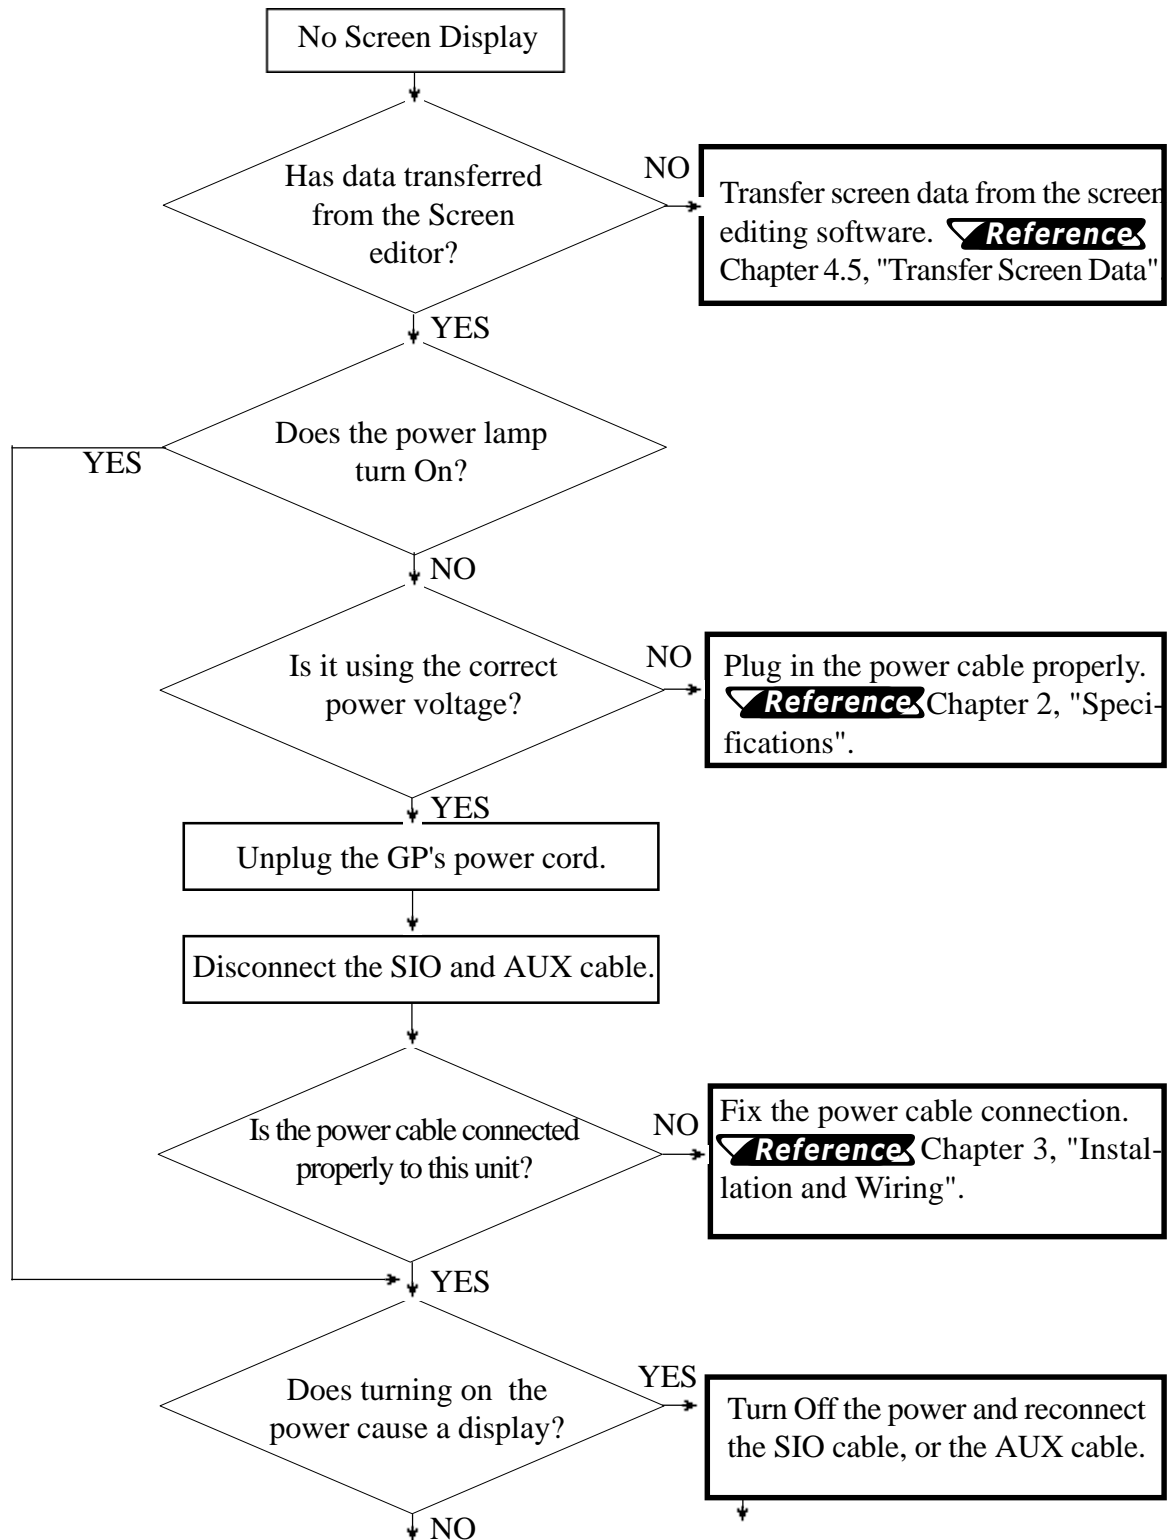 No Screen Display
Has data transferred
from the Screen
editor?
NO
Transfer screen data from the screen
editing software. Reference
Chapter 4.5, "Transfer Screen Data"
YES
Does the power lamp
turn On?
YES
NO
Is it using the correct
power voltage?
NO
Plug in the power cable properly.
Reference Chapter 2, "Speci-
fications".
YES
Unplug the GP's power cord.
Disconnect the SIO and AUX cable.
Is the power cable connected
properly to this unit?
NO
Fix the power cable connection.
Reference Chapter 3, "Instal-
lation and Wiring".
YES
Does turning on the
power cause a display?
YES
Turn Off the power and reconnect
the SIO cable, or the AUX cable.
NO